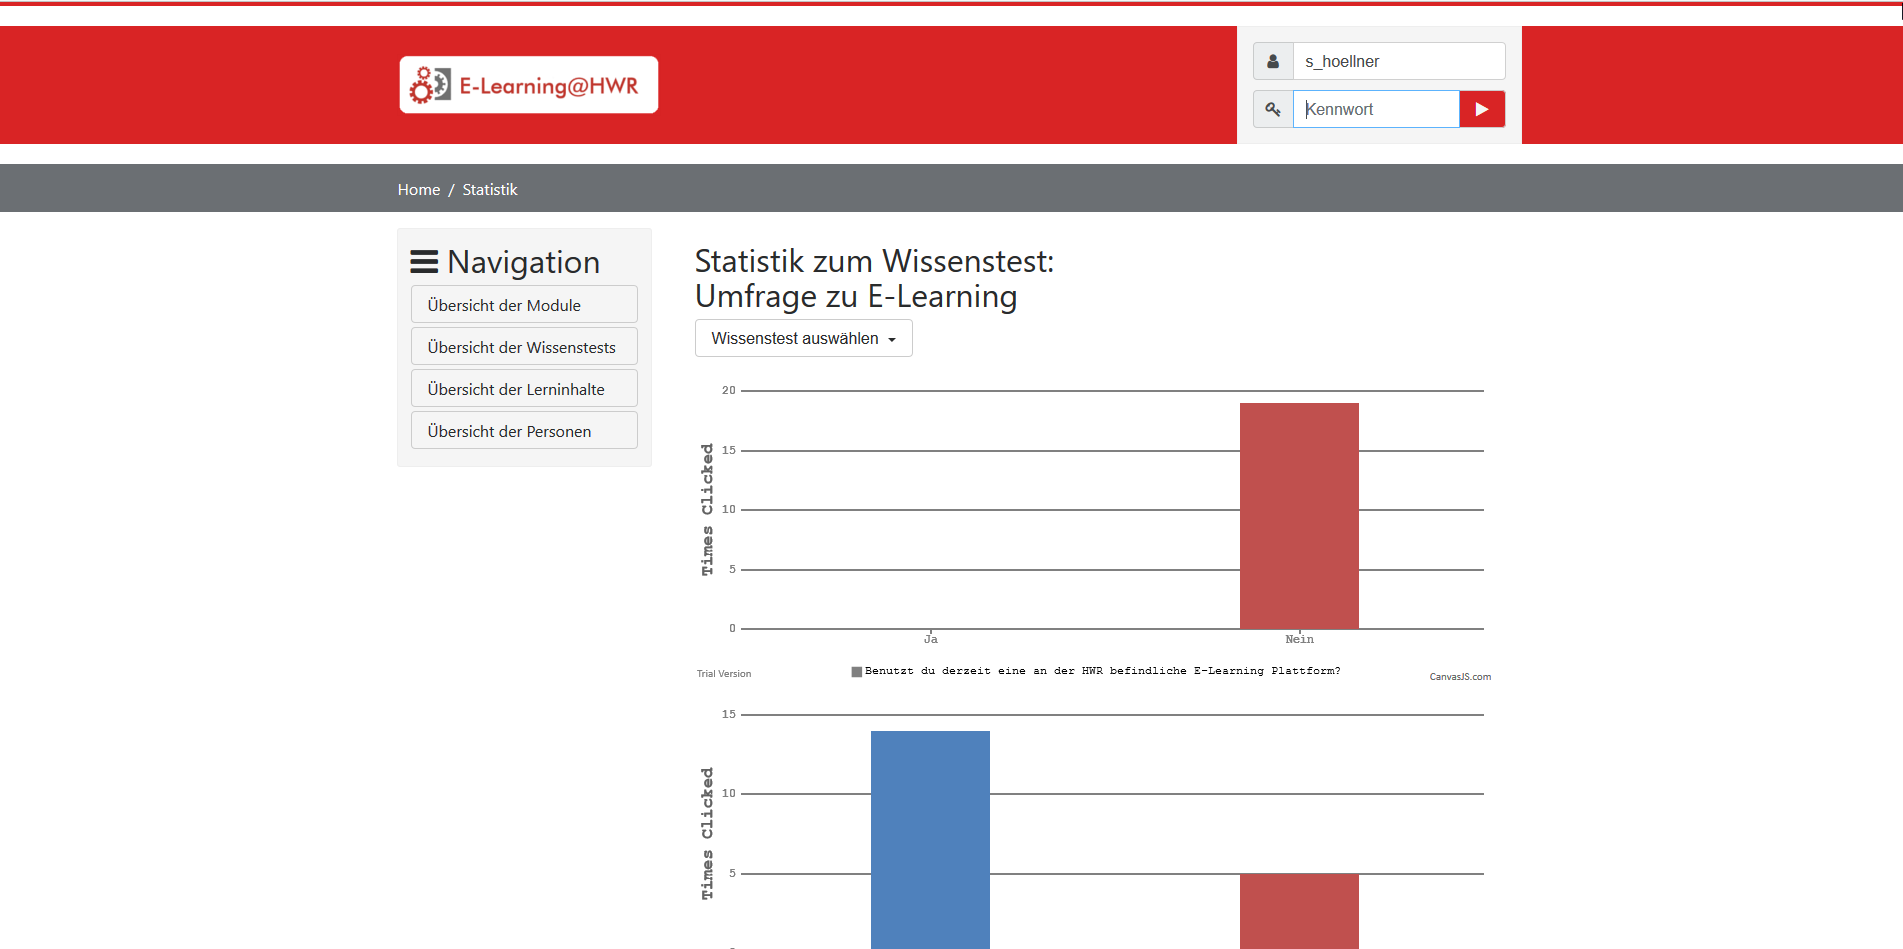 E-Learning@HWR
s_hoellner
Kennwort
Home / Statistik
Navigation
Übersicht der Module
Übersicht der Wissenstests
Übersicht der Lerninhalte
Übersicht der Personen
Statistik zum Wissenstest:
Umfrage zu E-Learning
Wissenstest auswählen
Times Clicked
20
15
10
5
0
Ja
Nein
Benutzt du derzeit eine an der HWR befindliche E-Learning Plattform?
Trial Version
CanvasJS.com
Times Clicked
15
10
5